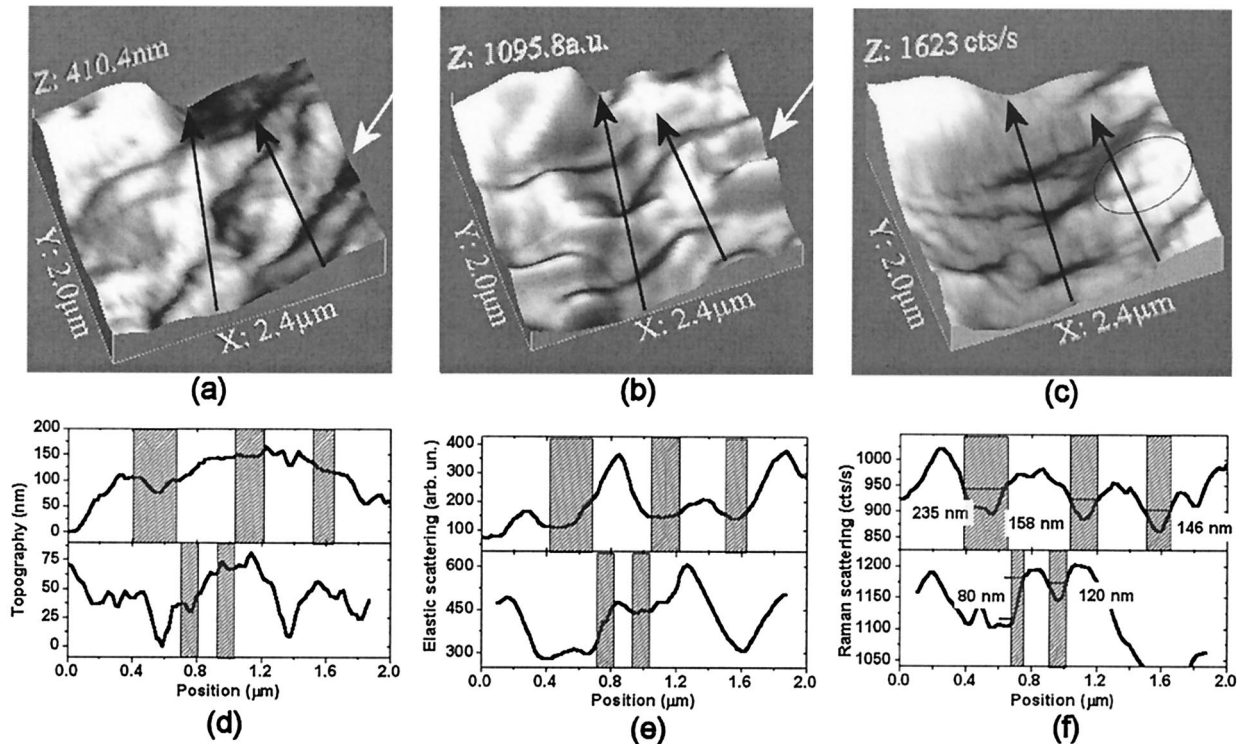 Z: 410.4nm
Y: 2.0µm
X: 2.4µm
(a)
Z: 1095.8a.u.
Y: 2.0µm
X: 2.4µm
(b)
Z: 1623 cts/s
Y: 2.0µm
X: 2.4µm
(c)
Topography (nm)
200
150
100
50
0
75
50
25
0
0.0 0.4 0.8 1.2 1.6 2.0
Position (µm)
(d)
Elastic scattering (arb. un.)
400
300
200
100
600
450
300
0.0 0.4 0.8 1.2 1.6 2.0
Position (µm)
(e)
Raman scattering (cts/s)
1000
950
900
850
235 nm
158 nm
146 nm
1200
1150
1100
1050
80 nm
120 nm
0.0 0.4 0.8 1.2 1.6 2.0
Position (µm)
(f)